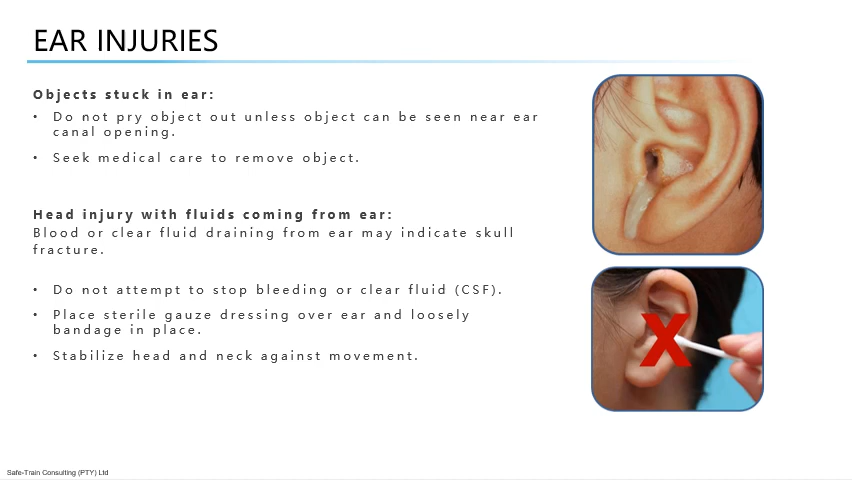 EAR INJURIES
Objects stuck in ear:
• Do not pry object out unless object can be seen near ear
canal opening.
• Seek medical care to remove object.
Head injury with fluids coming from ear:
Blood or clear fluid draining from ear may indicate skull
fracture.
• Do not attempt to stop bleeding or clear fluid (CSF).
• Place sterile gauze dressing over ear and loosely
bandage in place.
• Stabilize head and neck against movement.
X
Safe-Train Consulting (PTY) Ltd